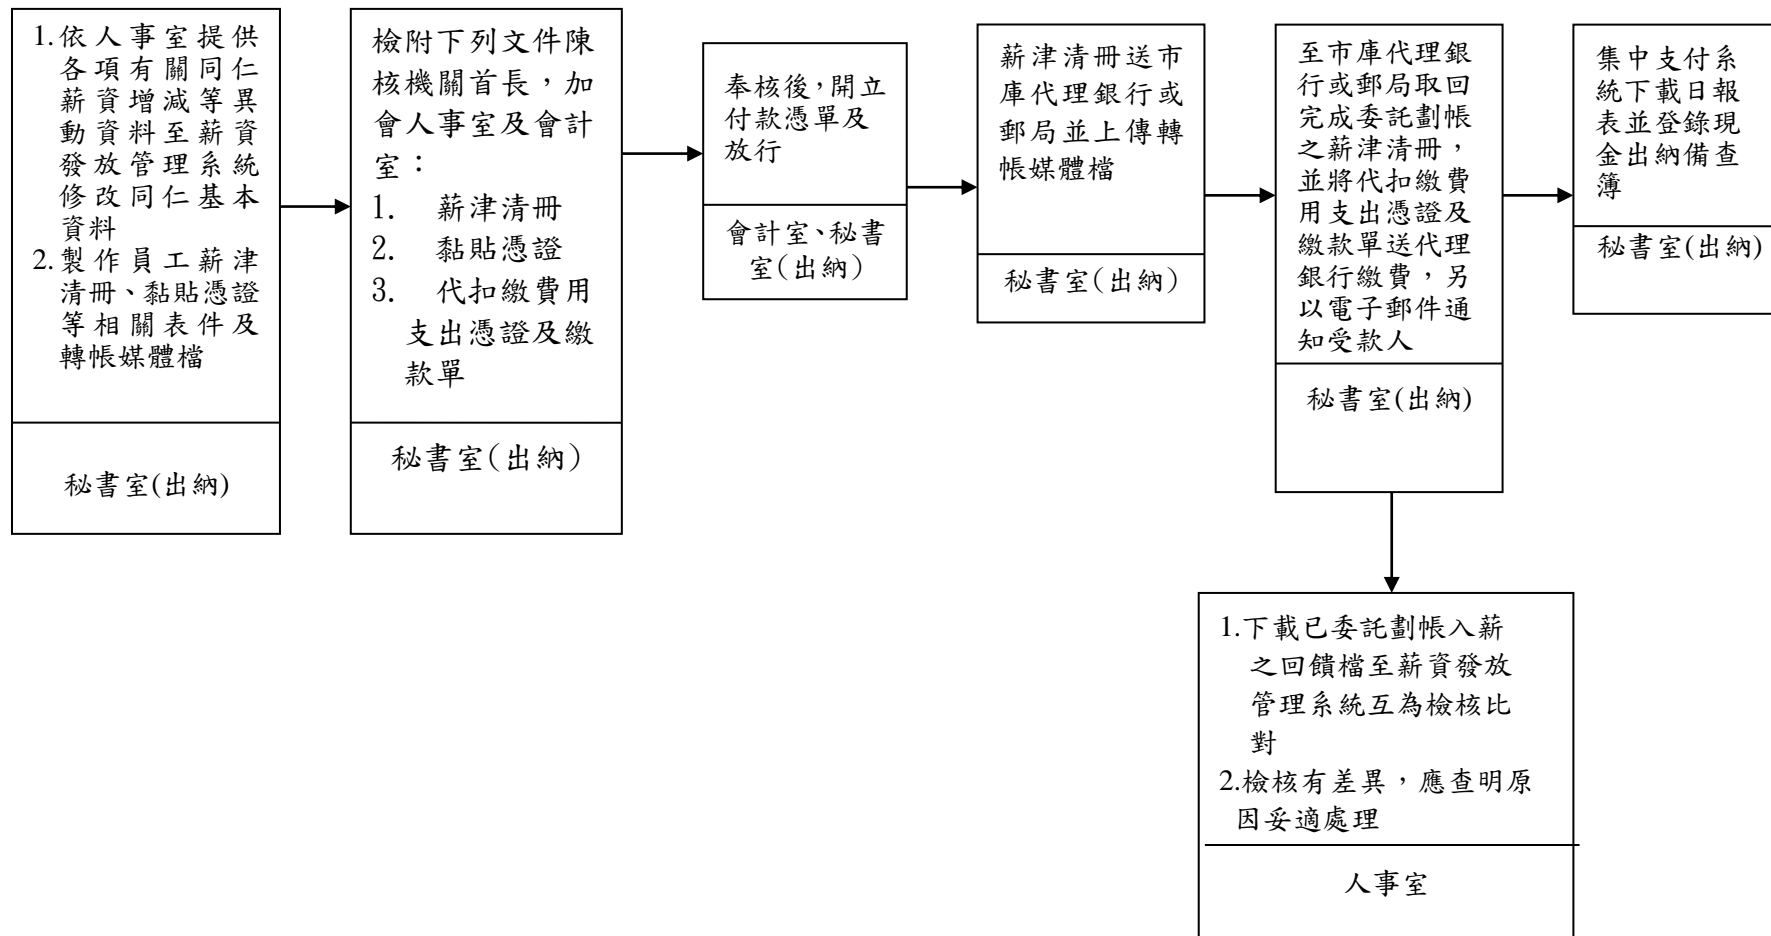 1.依人事室提供
各項有關同仁
薪資增減等異
動資料至薪資
發放管理系統
修改同仁基本
資料
2.製作員工薪津
清冊、黏貼憑證
等相關表件及
轉帳媒體檔
秘書室(出納)
檢附下列文件陳
核機關首長，加
會人事室及會計
室：
1. 薪津清冊
2. 黏貼憑證
3. 代扣繳費用
支出憑證及繳
款單
秘書室(出納)
奉核後，開立
付款憑單及
放行
會計室、秘書
室(出納)
薪津清冊送市
庫代理銀行或
郵局並上傳轉
帳媒體檔
秘書室(出納)
至市庫代理銀
行或郵局取回
完成委託劃帳
之薪津清冊，
並將代扣繳費
用支出憑證及
繳款單送代理
銀行繳費，另
以電子郵件通
知受款人
秘書室(出納)
集中支付系
統下載日報
表並登錄現
金出納備查
簿
秘書室(出納)
1.下載已委託劃帳入薪
之回饋檔至薪資發放
管理系統互為檢核比
對
2.檢核有差異，應查明原
因妥適處理
人事室